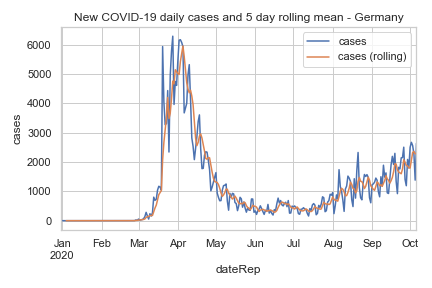 New COVID-19 daily cases and 5 day rolling mean - Germany
cases
cases (rolling)
cases
6000
5000
4000
3000
2000
1000
0
Jan Feb Mar Apr May Jun Jul Aug Sep Oct
2020
dateRep